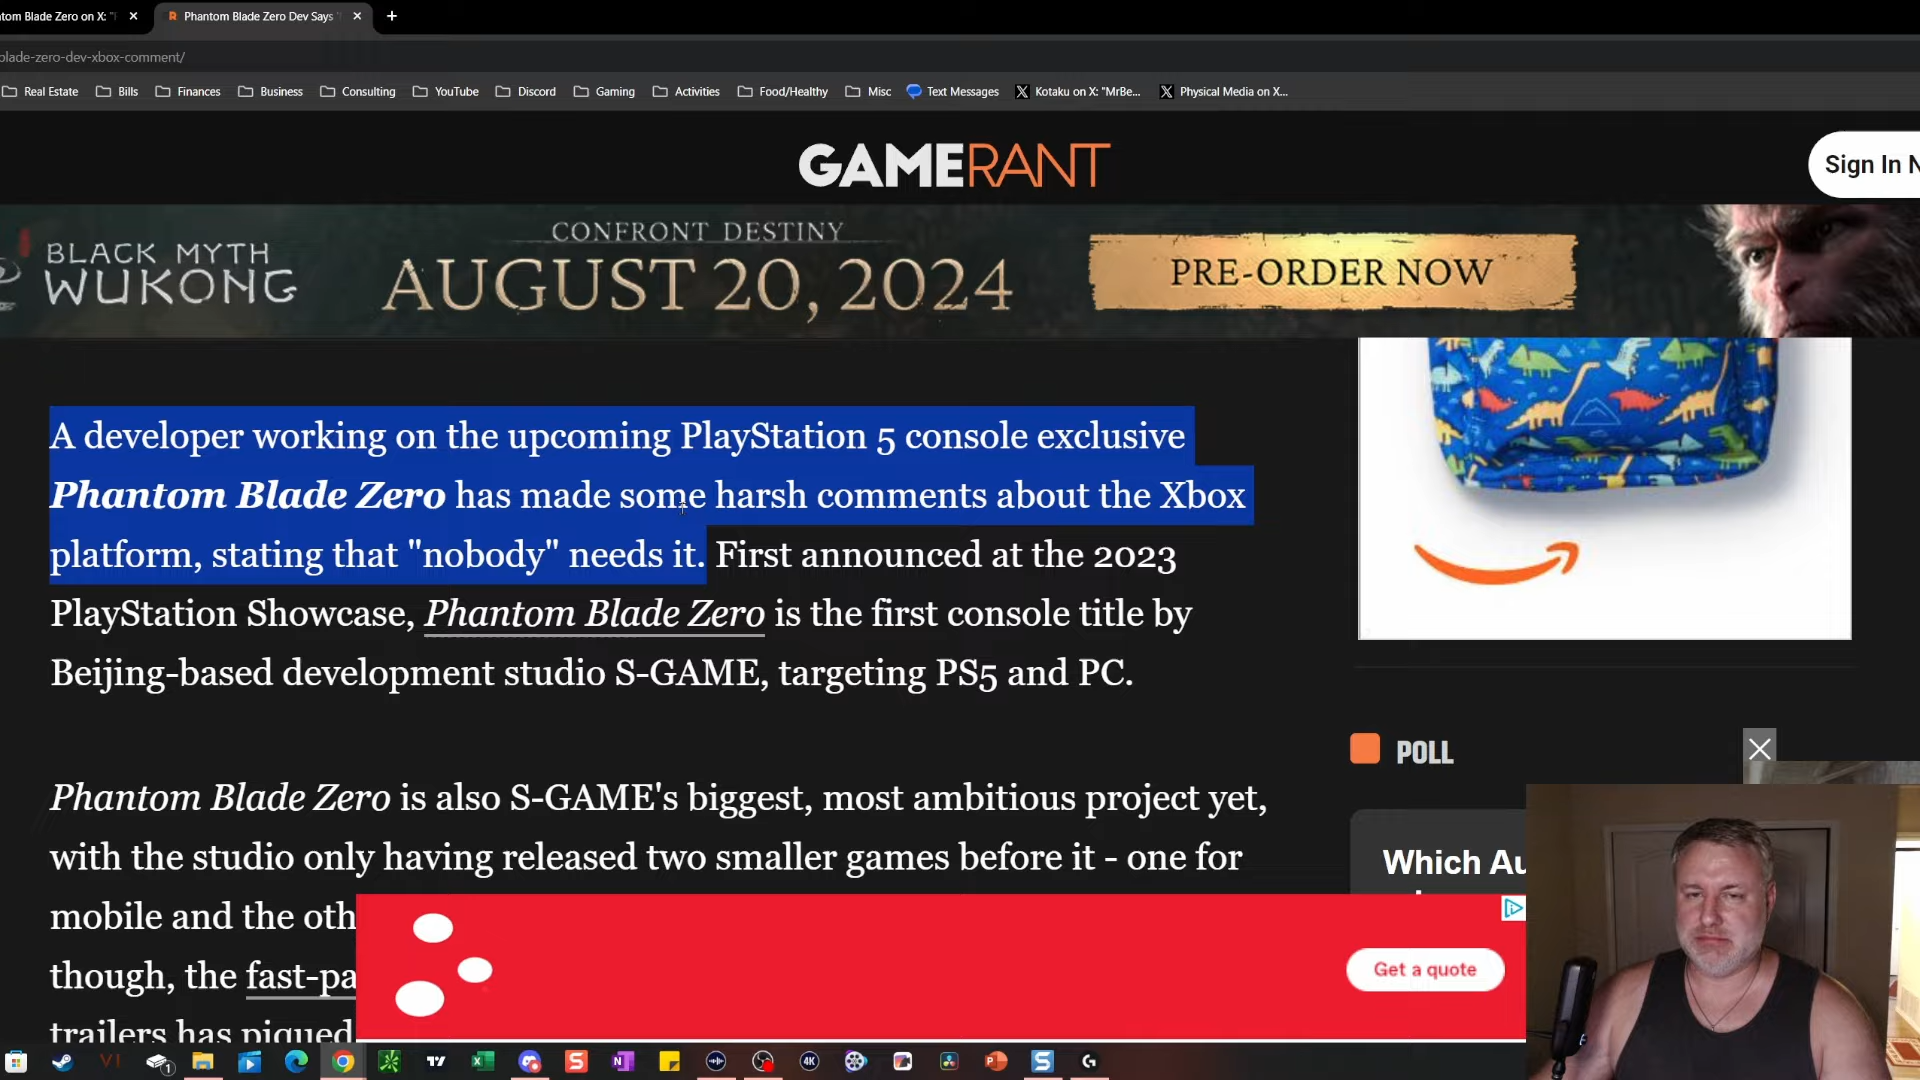 tom Blade Zero on X: "T
Phantom Blade Zero Dev Says "
blade-zero-dev-xbox-comment/
Real Estate
Bills
Finances
Business
Consulting
YouTube
Discord
Gaming
Activities
Food/Healthy
Misc
Text Messages
Kotaku on X: "MrBe...
Physical Media on X...
GAMERANT
Sign In N
BLACK MYTH
WUKONG
CONFRONT DESTINY
AUGUST 20, 2024
PRE-ORDER NOW
A developer working on the upcoming PlayStation 5 console exclusive
Phantom Blade Zero has made some harsh comments about the Xbox
platform, stating that "nobody" needs it. First announced at the 2023
PlayStation Showcase, Phantom Blade Zero is the first console title by
Beijing-based development studio S-GAME, targeting PS5 and PC.
POLL
Phantom Blade Zero is also S-GAME's biggest, most ambitious project yet,
with the studio only having released two smaller games before it - one for
mobile and the oth
though, the fast-pa
trailers has piqued
Which Au
Get a quote